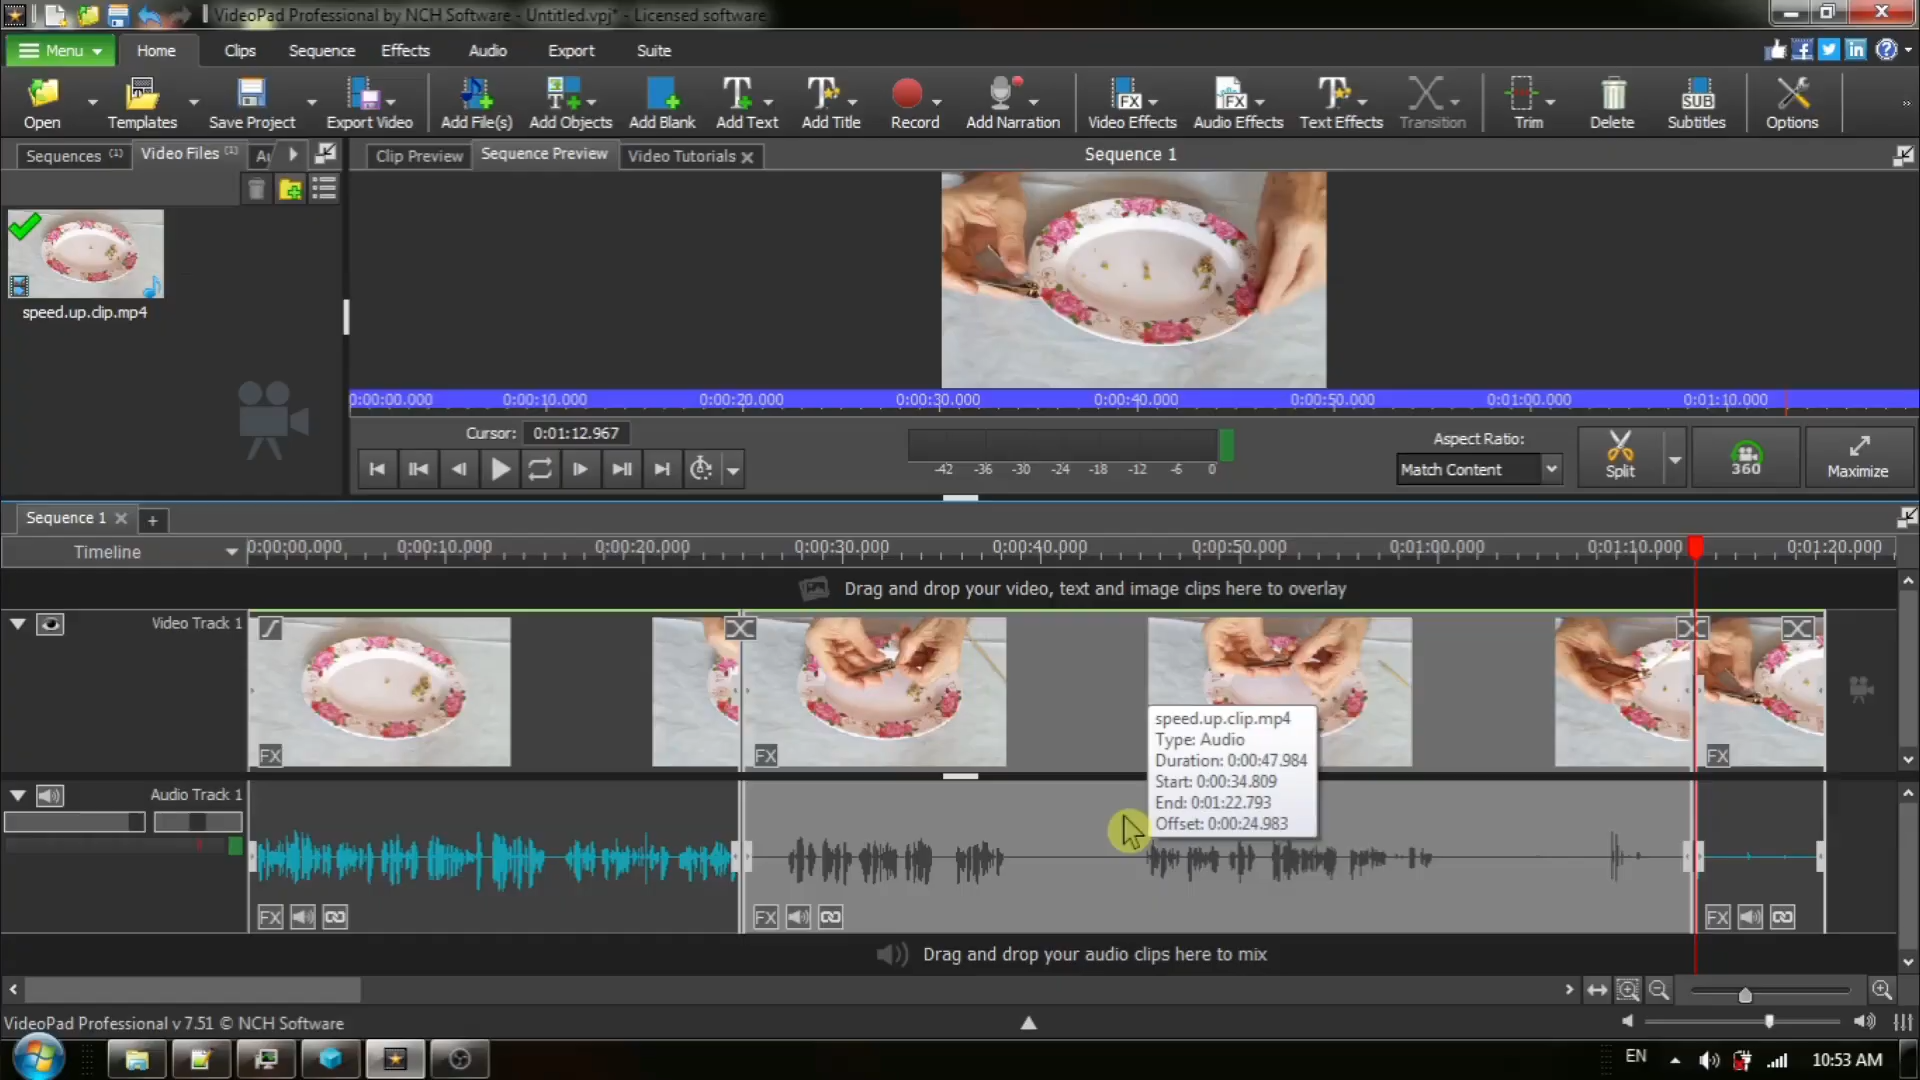 VideoPad Professional by NCH Software - Untitled.vpj* - Licensed software
Menu Home Clips Sequence Effects Audio Export Suite
Open Templates Save Project Export Video Add File(s) Add Objects Add Blank Add Text Add Title Record Add Narration Video Effects Audio Effects Text Effects Transition Trim Delete Subtitles Options
FX FX SUB
Sequences (1) Video Files (1) Au Clip Preview Sequence Preview Video Tutorials Sequence 1
speed.up.clip.mp4
0:00:00.000 0:00:10.000 0:00:20.000 0:00:30.000 0:00:40.000 0:00:50.000 0:01:00.000 0:01:10.000
Cursor: 0:01:12.967
-42 -36 -30 -24 -18 -12 -6 0
Aspect Ratio:
Match Content
Split 360 Maximize
Sequence 1
Timeline 0:00:00.000 0:00:10.000 0:00:20.000 0:00:30.000 0:00:40.000 0:00:50.000 0:01:00.000 0:01:10.000 0:01:20.000
Drag and drop your video, text and image clips here to overlay
Video Track 1
FX FX FX
speed.up.clip.mp4
Type: Audio
Duration: 0:00:47.984
Start: 0:00:34.809
End: 0:01:22.793
Offset: 0:00:24.983
Audio Track 1
FX FX FX
Drag and drop your audio clips here to mix
VideoPad Professional v 7.51 © NCH Software
EN 10:53 AM